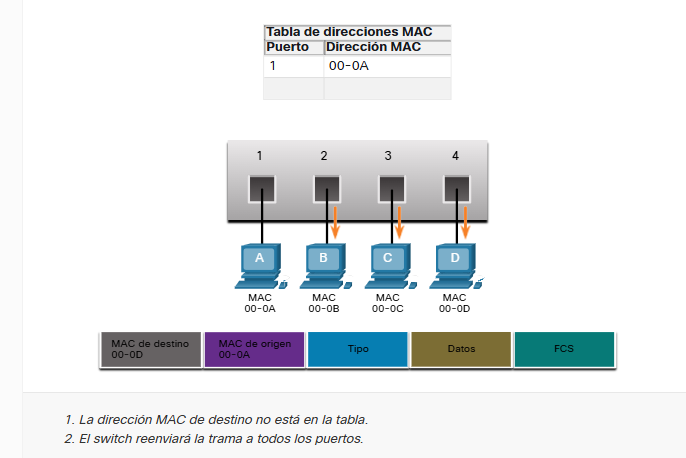 Tabla de direcciones MAC
Puerto Dirección MAC
1 00-0A
1 2 3 4
A B C D
MAC MAC MAC MAC
00-0A 00-0B 00-0C 00-0D
MAC de destino MAC de origen Tipo Datos FCS
00-0D 00-0A
1. La dirección MAC de destino no está en la tabla.
2. El switch reenviará la trama a todos los puertos.